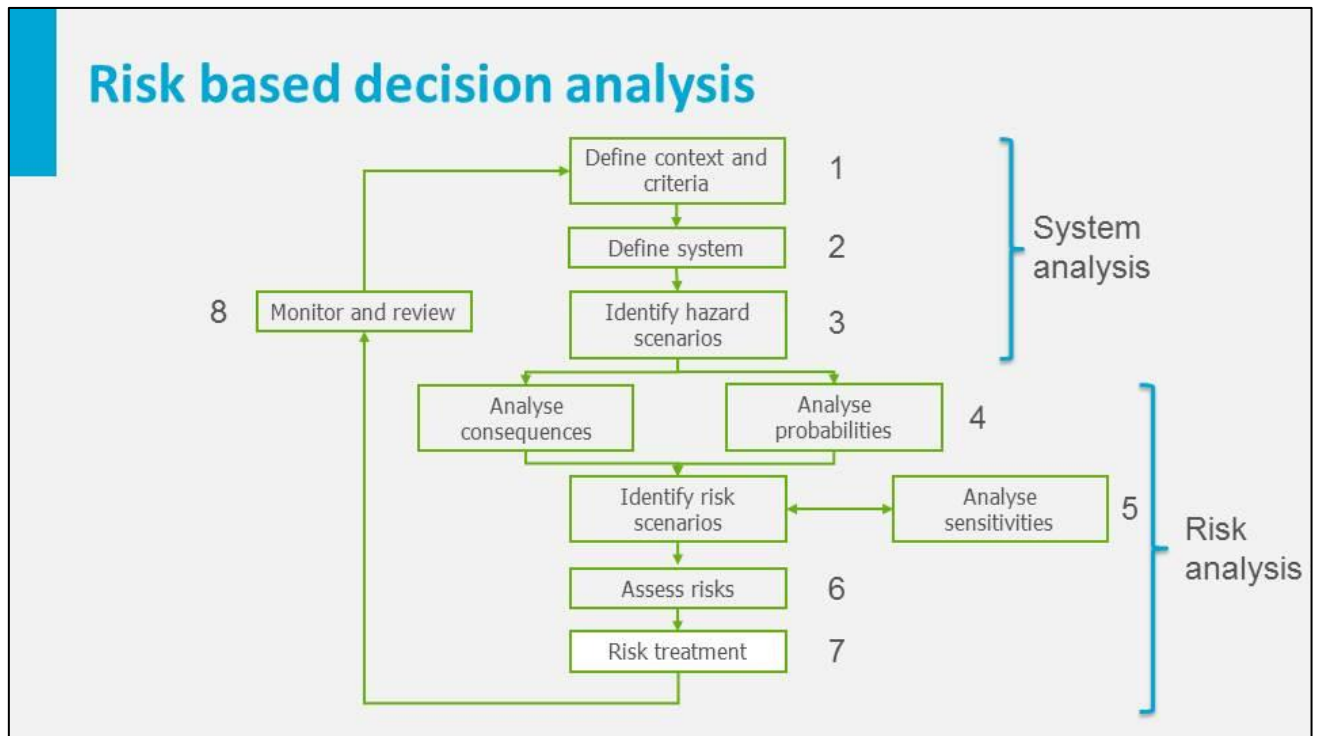 Risk based decision analysis
Define context and
criteria
1
Define system
2
Identify hazard
scenarios
3
System
analysis
8
Monitor and review
Analyse
consequences
Analyse
probabilities
4
Identify risk
scenarios
Analyse
sensitivities
5
Risk
analysis
Assess risks
6
Risk treatment
7